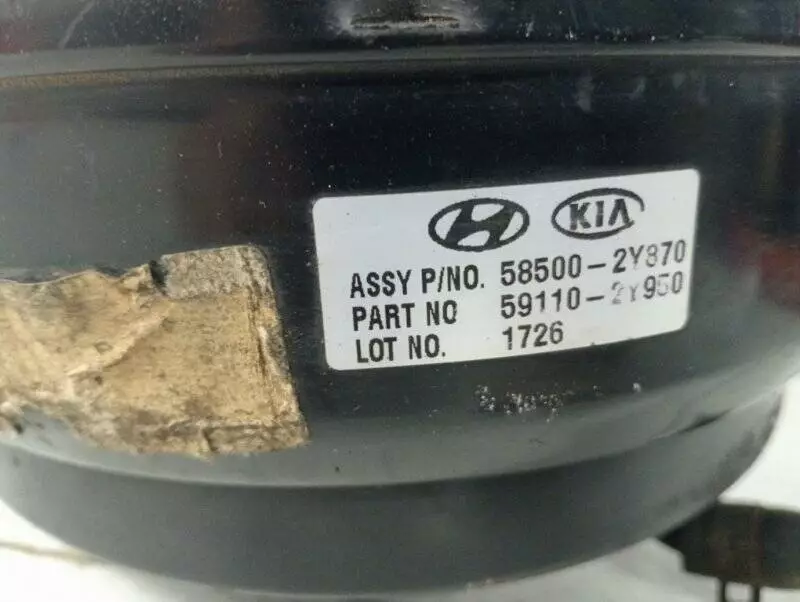 KIA
ASSY P/NO. 58500-2Y870
PART NO 59110-2Y950
LOT NO. 1726